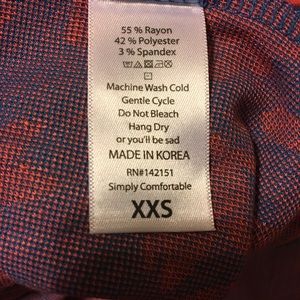 55 % Rayon
42 % Polyester
3 % Spandex
Machine Wash Cold
Gentle Cycle
Do Not Bleach
Hang Dry
or you'll be sad
MADE IN KOREA
RN#142151
Simply Comfortable
XXS